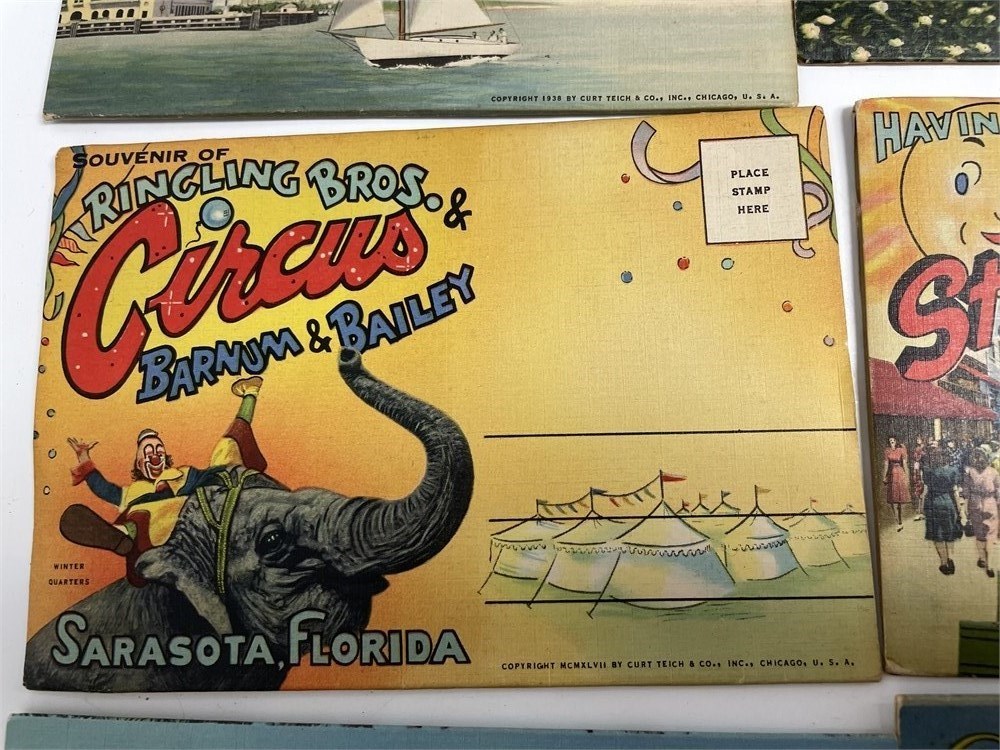 COPYRIGHT 1938 BY CURT TEICH & CO., INC., CHICAGO, U. S. A.
SOUVENIR OF
RINGLING BROS. &
Circus
BARNUM & BAILEY
PLACE
STAMP
HERE
WINTER
QUARTERS
SARASOTA, FLORIDA
COPYRIGHT MCMXLVII BY CURT TEICH & CO., INC., CHICAGO, U. S. A.
HAVIN
St